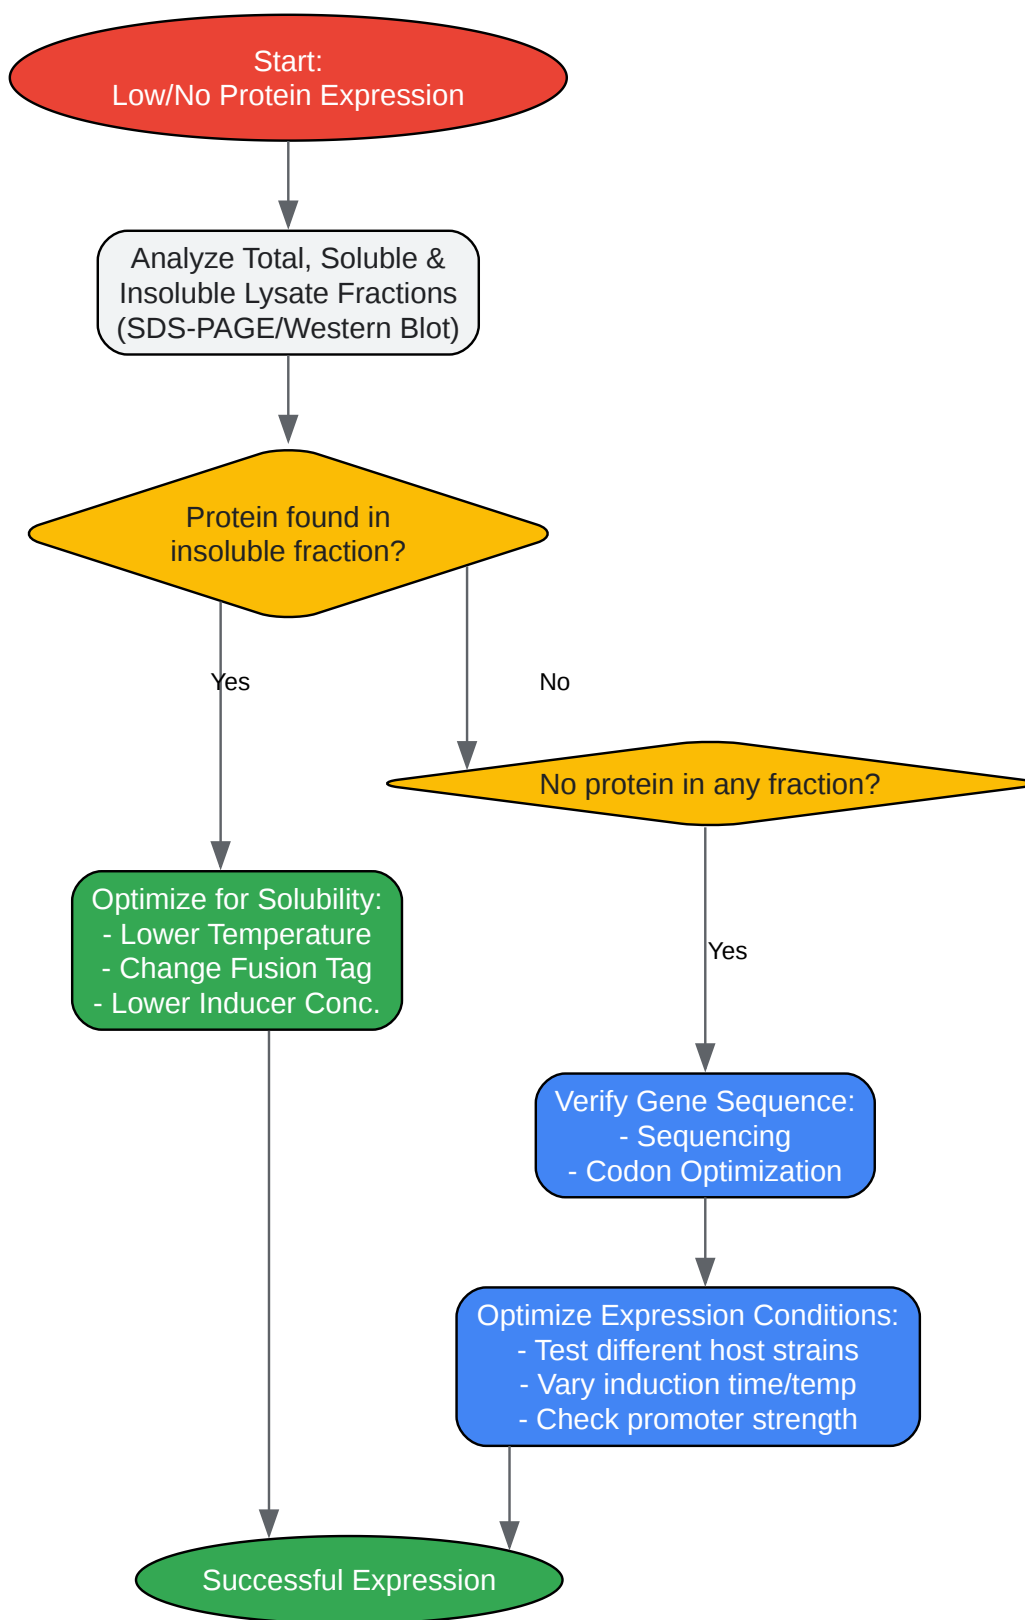 Start:
Low/No Protein Expression
Analyze Total, Soluble &
Insoluble Lysate Fractions
(SDS-PAGE/Western Blot)
Protein found in
insoluble fraction?
Yes
No
No protein in any fraction?
Optimize for Solubility:
- Lower Temperature
- Change Fusion Tag
- Lower Inducer Conc.
Yes
Verify Gene Sequence:
- Sequencing
- Codon Optimization
Optimize Expression Conditions:
- Test different host strains
- Vary induction time/temp
- Check promoter strength
Successful Expression